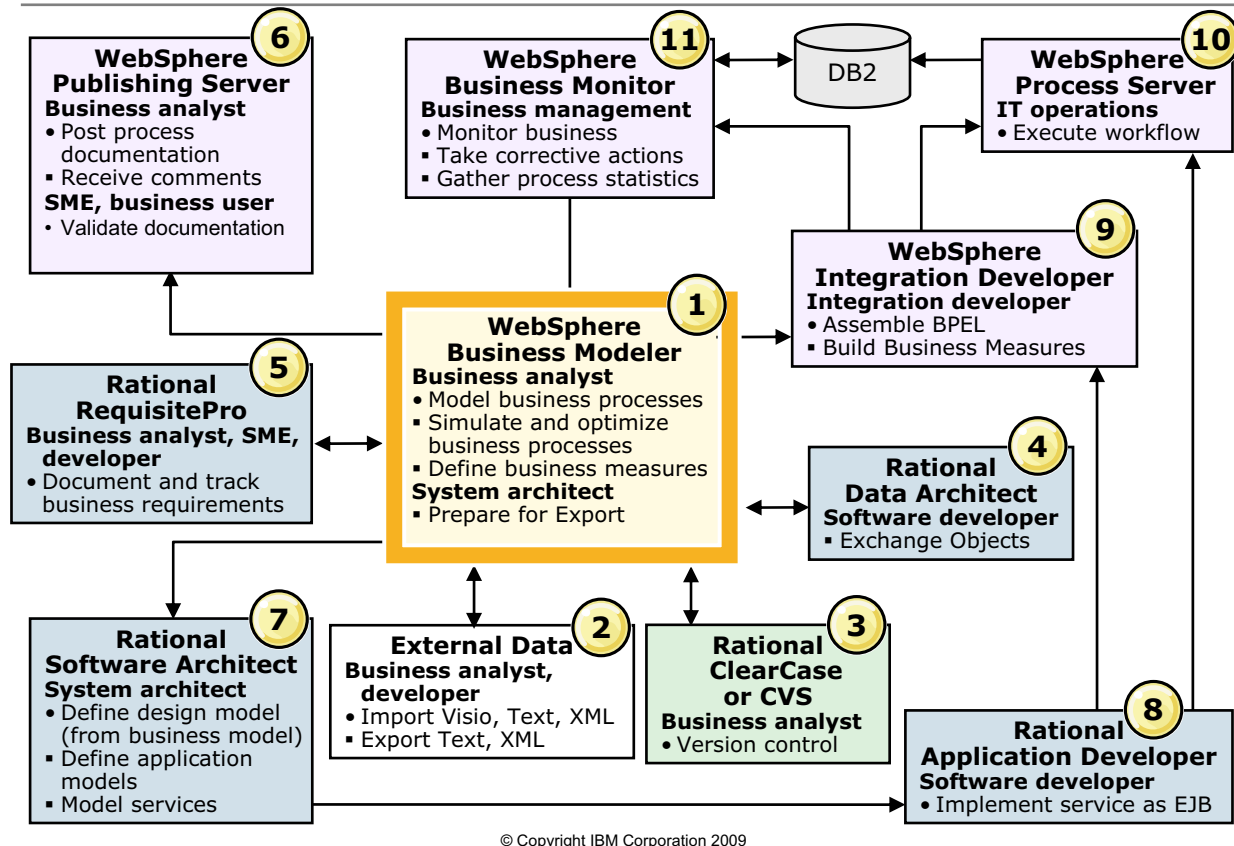 6
WebSphere
Publishing Server
Business analyst
• Post process
documentation
▪ Receive comments
SME, business user
• Validate documentation
11
WebSphere
Business Monitor
Business management
• Monitor business
▪ Take corrective actions
▪ Gather process statistics
DB2
10
WebSphere
Process Server
IT operations
• Execute workflow
9
WebSphere
Integration Developer
Integration developer
• Assemble BPEL
▪ Build Business Measures
1
WebSphere
Business Modeler
Business analyst
• Model business processes
▪ Simulate and optimize
business processes
▪ Define business measures
System architect
▪ Prepare for Export
5
Rational
RequisitePro
Business analyst, SME,
developer
• Document and track
business requirements
4
Rational
Data Architect
Software developer
▪ Exchange Objects
7
Rational
Software Architect
System architect
• Define design model
(from business model)
▪ Define application
models
▪ Model services
2
External Data
Business analyst,
developer
• Import Visio, Text, XML
▪ Export Text, XML
3
Rational
ClearCase
or CVS
Business analyst
• Version control
8
Rational
Application Developer
Software developer
• Implement service as EJB
© Copyright IBM Corporation 2009